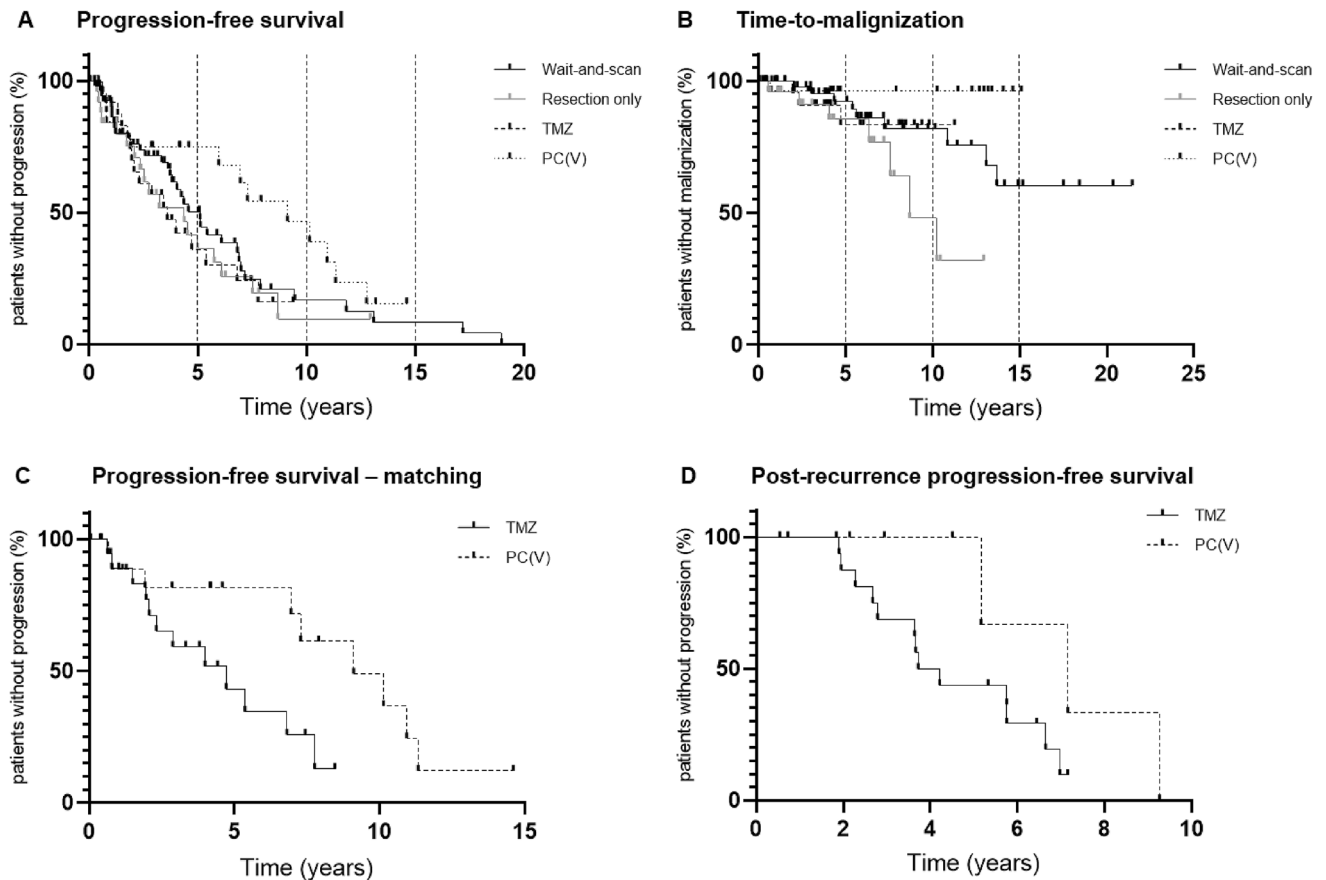 A Progression-free survival
patients without progression (%)
100
50
0
0 5 10 15 20
Time (years)
Wait-and-scan
Resection only
TMZ
PC(V)
B Time-to-malignization
patients without malignization (%)
100
50
0
0 5 10 15 20 25
Time (years)
Wait-and-scan
Resection only
TMZ
PC(V)
C Progression-free survival – matching
patients without progression (%)
100
50
0
0 5 10 15
Time (years)
TMZ
PC(V)
D Post-recurrence progression-free survival
patients without progression (%)
100
50
0
0 2 4 6 8 10
Time (years)
TMZ
PC(V)